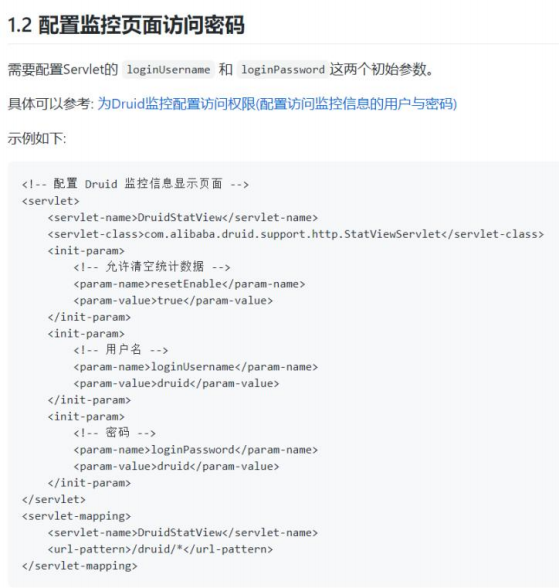 1.2 配置监控页面访问密码
需要配置Servlet的 loginUsername 和 loginPassword 这两个初始参数。
具体可以参考: 为Druid监控配置访问权限(配置访问监控信息的用户与密码)
示例如下:
<!-- 配置 Druid 监控信息显示页面 -->
<servlet>
    <servlet-name>DruidStatView</servlet-name>
    <servlet-class>com.alibaba.druid.support.http.StatViewServlet</servlet-class>
    <init-param>
        <!-- 允许清空统计数据 -->
        <param-name>resetEnable</param-name>
        <param-value>true</param-value>
    </init-param>
    <init-param>
        <!-- 用户名 -->
        <param-name>loginUsername</param-name>
        <param-value>druid</param-value>
    </init-param>
    <init-param>
        <!-- 密码 -->
        <param-name>loginPassword</param-name>
        <param-value>druid</param-value>
    </init-param>
</servlet>
<servlet-mapping>
    <servlet-name>DruidStatView</servlet-name>
    <url-pattern>/druid/*</url-pattern>
</servlet-mapping>